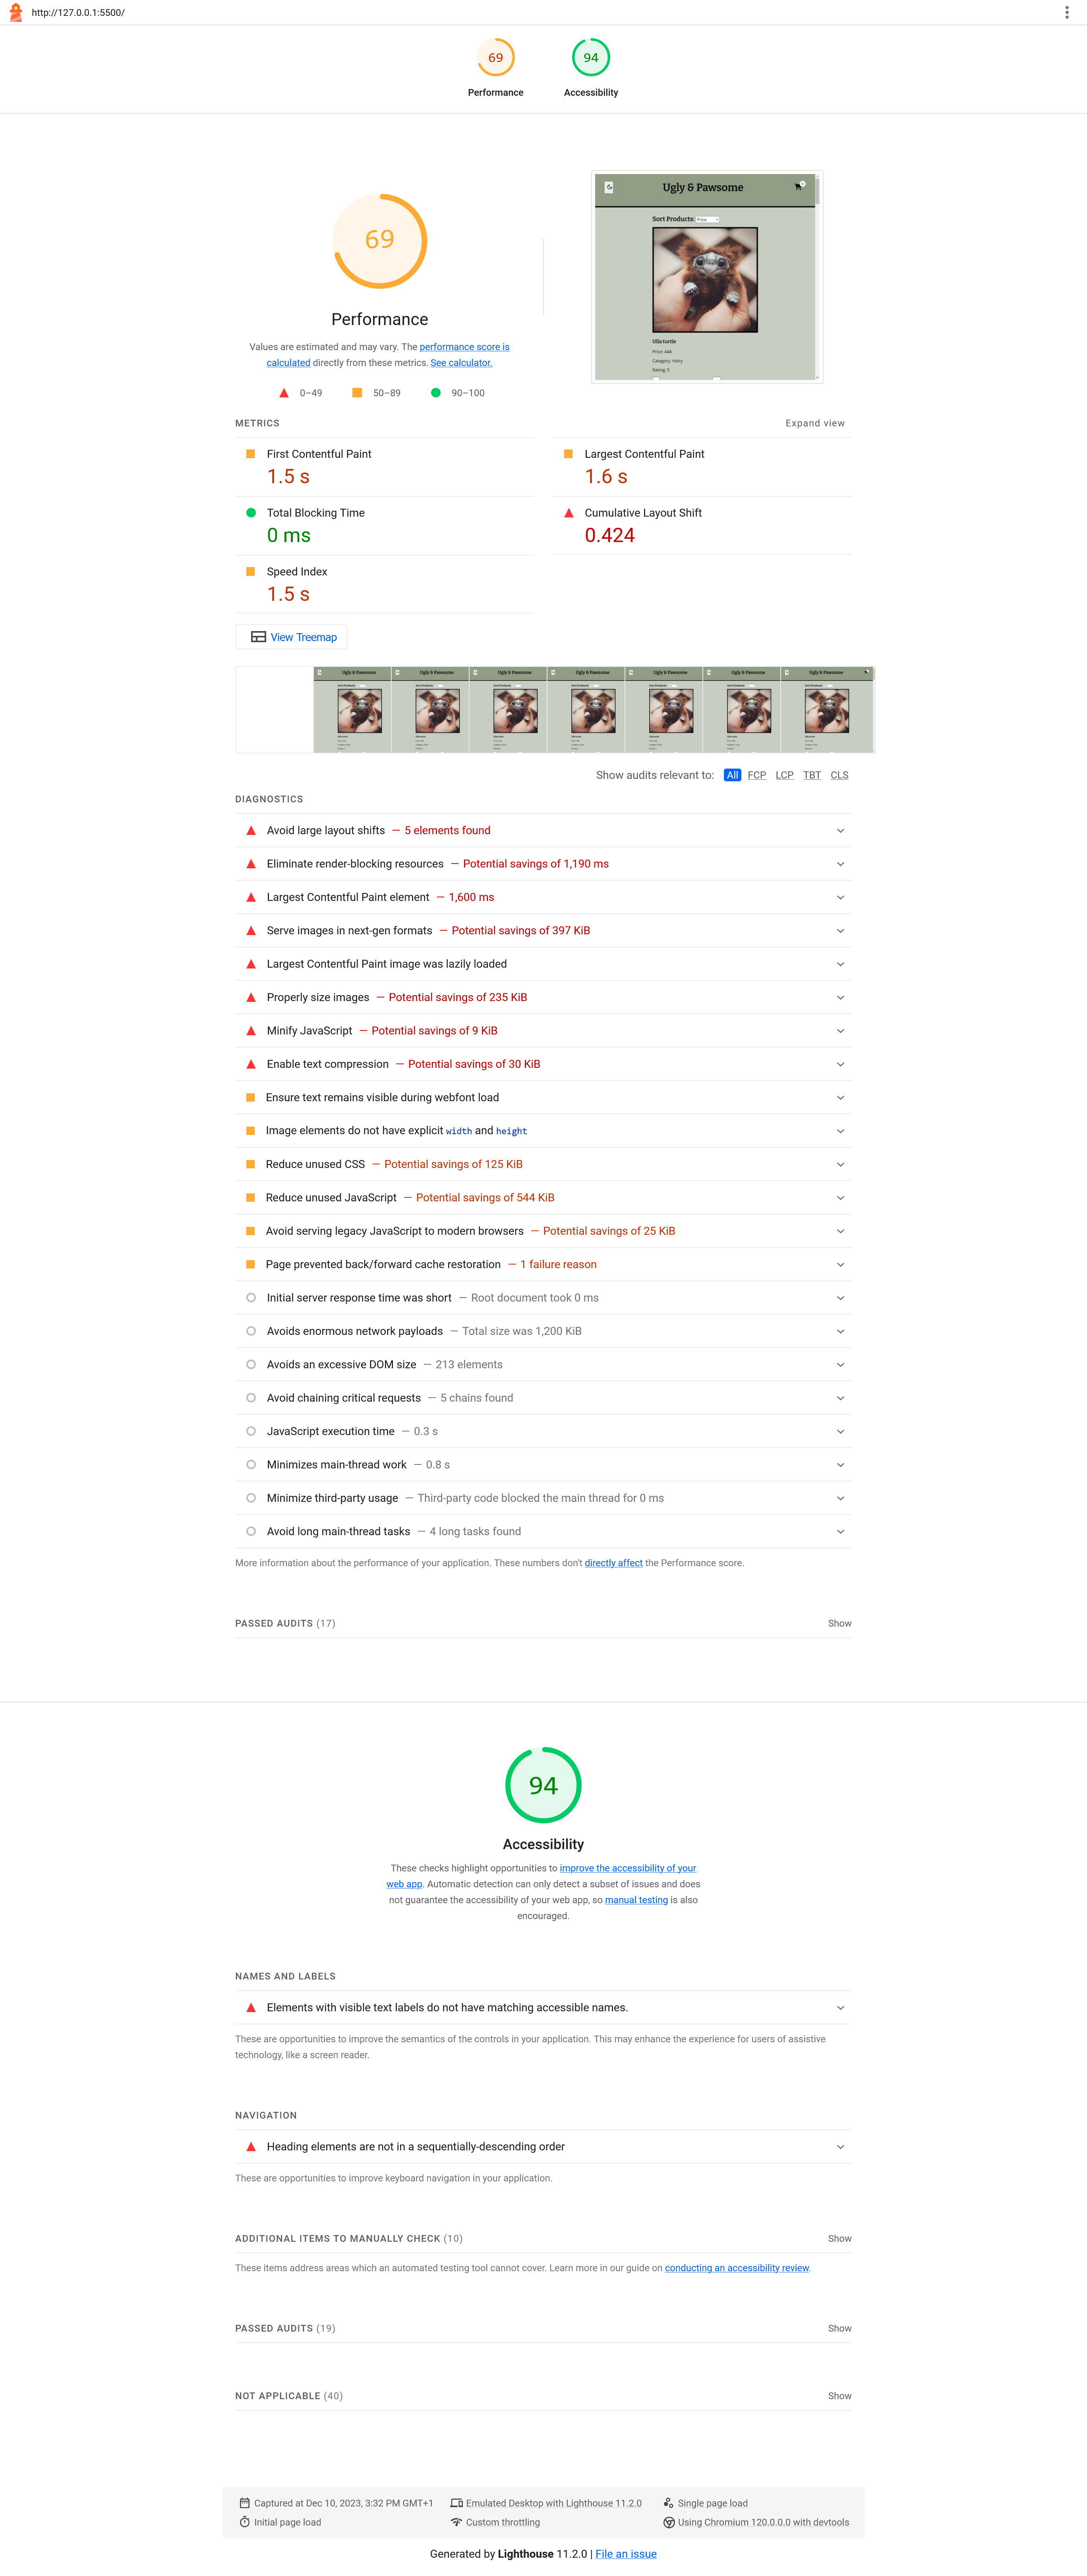 http://127.0.0.1:5500/
69
94
Performance
Accessibility
69
Performance
Values are estimated and may vary. The performance score is
calculated directly from these metrics. See calculator.
0–49
50–89
90–100
Ugly & Pawsome
Sort Products: Price
Ulla turtle
Price: 444
Category: Hairy
Rating: 5
METRICS
Expand view
First Contentful Paint
1.5 s
Largest Contentful Paint
1.6 s
Total Blocking Time
0 ms
Cumulative Layout Shift
0.424
Speed Index
1.5 s
View Treemap
Ugly & Pawsome
Ugly & Pawsome
Ugly & Pawsome
Ugly & Pawsome
Ugly & Pawsome
Ugly & Pawsome
Ugly & Pawsome
Show audits relevant to: All FCP LCP TBT CLS
DIAGNOSTICS
Avoid large layout shifts — 5 elements found
Eliminate render-blocking resources — Potential savings of 1,190 ms
Largest Contentful Paint element — 1,600 ms
Serve images in next-gen formats — Potential savings of 397 KiB
Largest Contentful Paint image was lazily loaded
Properly size images — Potential savings of 235 KiB
Minify JavaScript — Potential savings of 9 KiB
Enable text compression — Potential savings of 30 KiB
Ensure text remains visible during webfont load
Image elements do not have explicit width and height
Reduce unused CSS — Potential savings of 125 KiB
Reduce unused JavaScript — Potential savings of 544 KiB
Avoid serving legacy JavaScript to modern browsers — Potential savings of 25 KiB
Page prevented back/forward cache restoration — 1 failure reason
Initial server response time was short — Root document took 0 ms
Avoids enormous network payloads — Total size was 1,200 KiB
Avoids an excessive DOM size — 213 elements
Avoid chaining critical requests — 5 chains found
JavaScript execution time — 0.3 s
Minimizes main-thread work — 0.8 s
Minimize third-party usage — Third-party code blocked the main thread for 0 ms
Avoid long main-thread tasks — 4 long tasks found
More information about the performance of your application. These numbers don't directly affect the Performance score.
PASSED AUDITS (17)
Show
94
Accessibility
These checks highlight opportunities to improve the accessibility of your
web app. Automatic detection can only detect a subset of issues and does
not guarantee the accessibility of your web app, so manual testing is also
encouraged.
NAMES AND LABELS
Elements with visible text labels do not have matching accessible names.
These are opportunities to improve the semantics of the controls in your application. This may enhance the experience for users of assistive
technology, like a screen reader.
NAVIGATION
Heading elements are not in a sequentially-descending order
These are opportunities to improve keyboard navigation in your application.
ADDITIONAL ITEMS TO MANUALLY CHECK (10)
Show
These items address areas which an automated testing tool cannot cover. Learn more in our guide on conducting an accessibility review.
PASSED AUDITS (19)
Show
NOT APPLICABLE (40)
Show
Captured at Dec 10, 2023, 3:32 PM GMT+1
Emulated Desktop with Lighthouse 11.2.0
Single page load
Initial page load
Custom throttling
Using Chromium 120.0.0.0 with devtools
Generated by Lighthouse 11.2.0 | File an issue